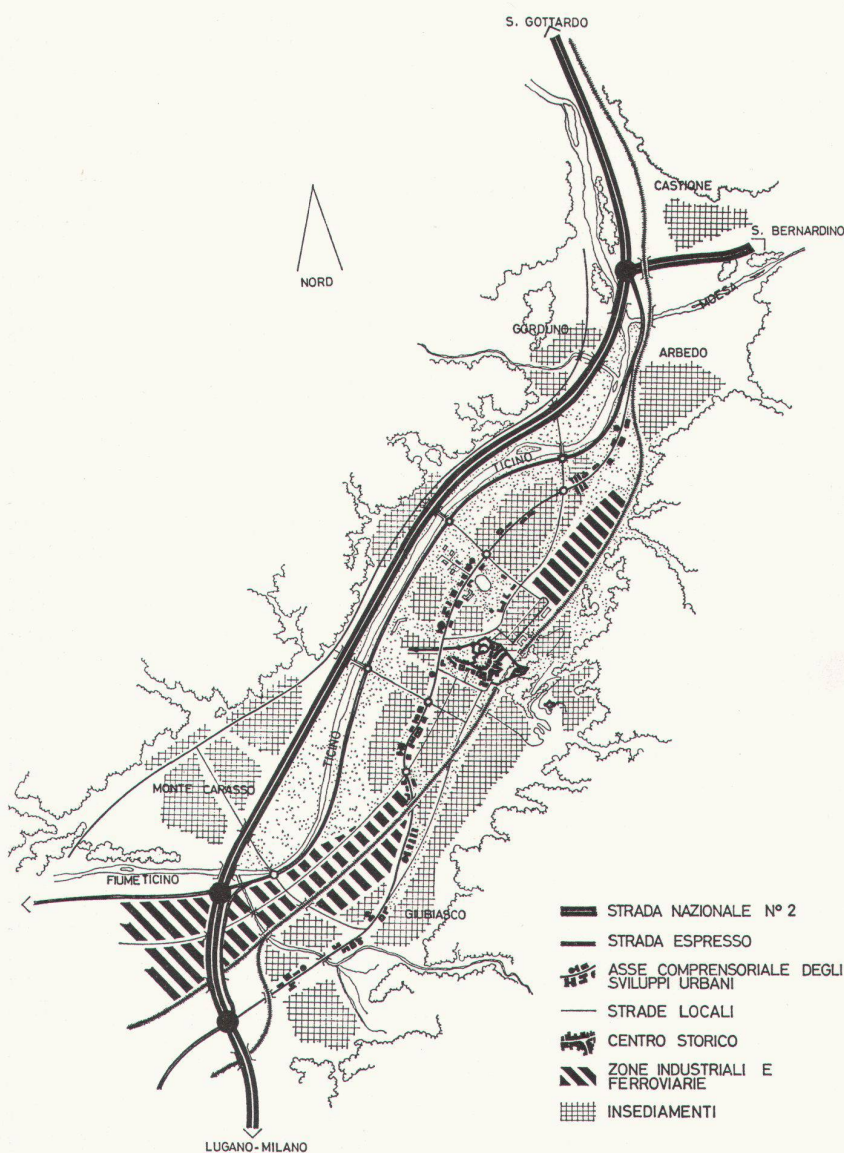 S. GOTTARDO
CASTIONE
S. BERNARDINO
NORD
MOESA
GORDUNO
ARBEDO
TICINO
TICINO
MONTE CARASSO
FIUME TICINO
GIUBIASCO
STRADA NAZIONALE N° 2
STRADA ESPRESSO
ASSE COMPRENSORIALE DEGLI
SVILUPPI URBANI
STRADE LOCALI
CENTRO STORICO
ZONE INDUSTRIALI E
FERROVIARIE
INSEDIAMENTI
LUGANO-MILANO